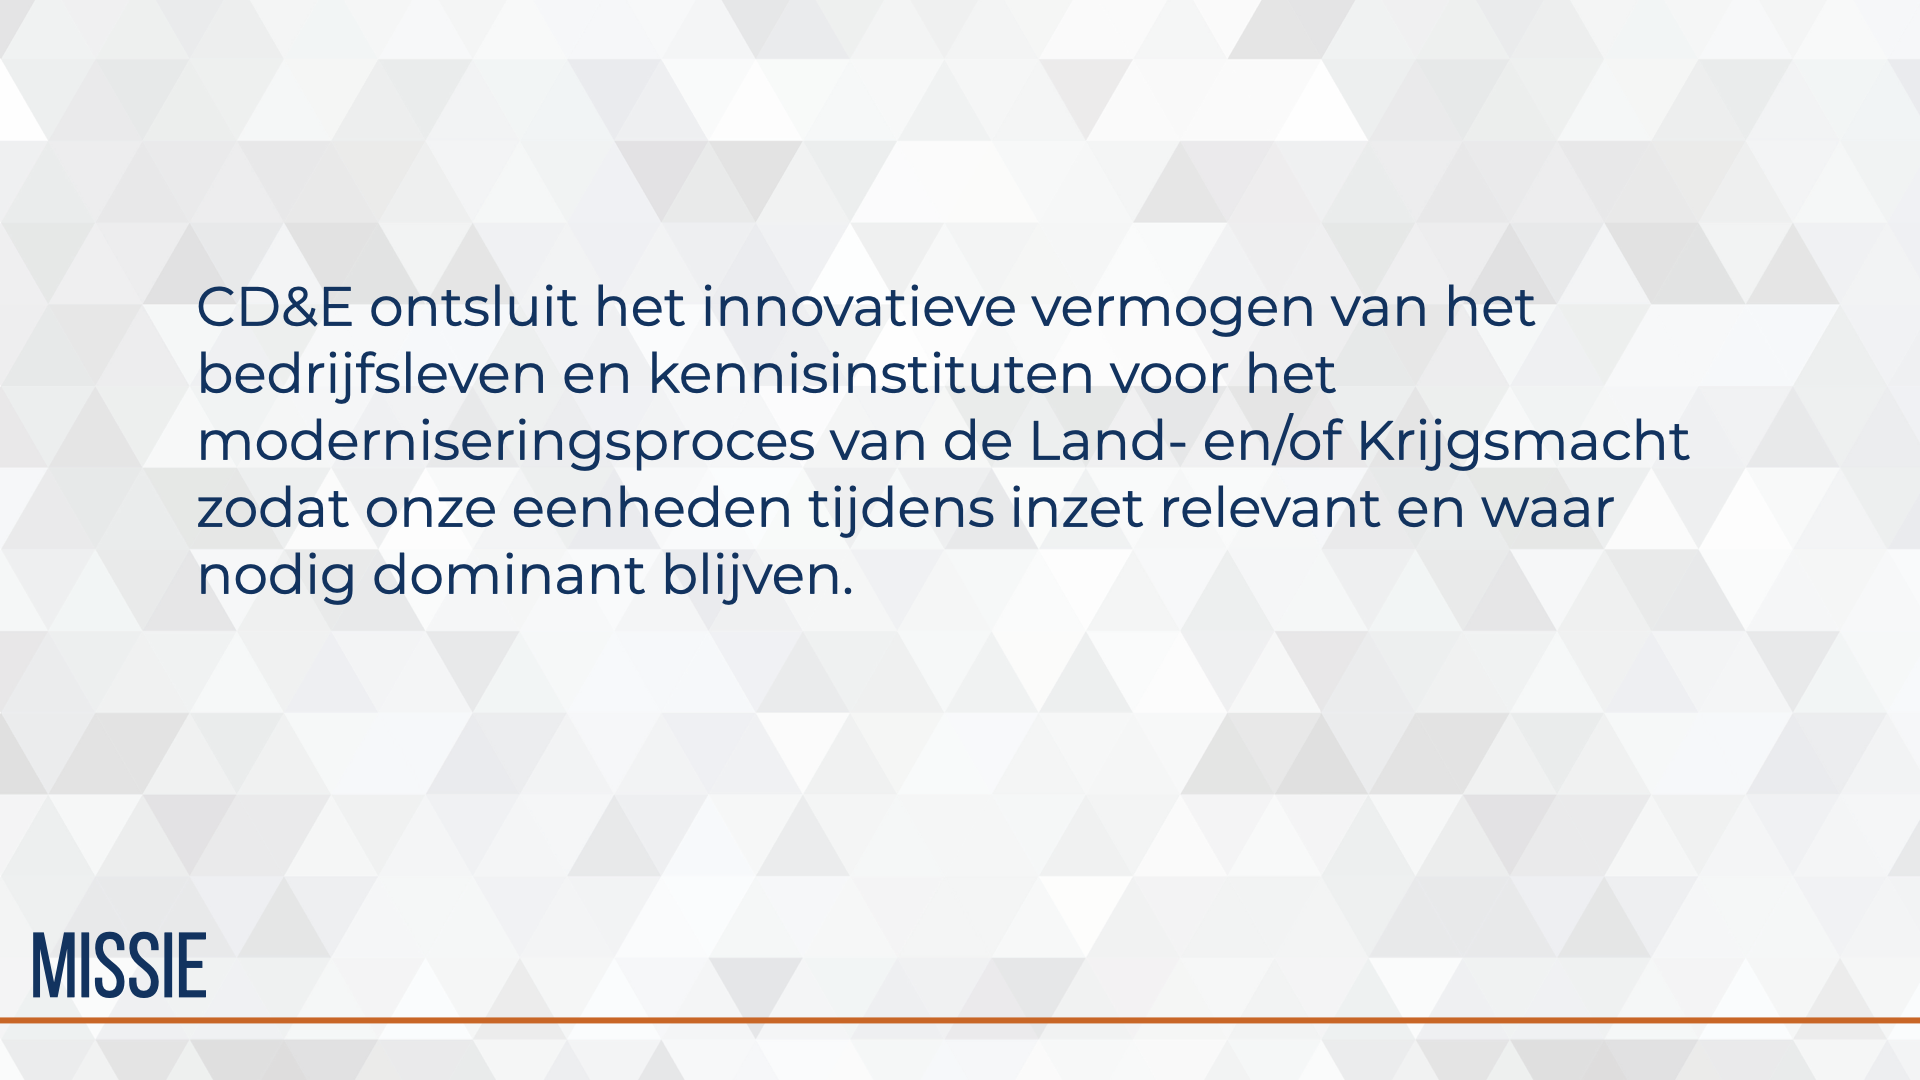 CD&E ontsluit het innovatieve vermogen van het
bedrijfsleven en kennisinstituten voor het
moderniseringsproces van de Land- en/of Krijgsmacht
zodat onze eenheden tijdens inzet relevant en waar
nodig dominant blijven.
MISSIE